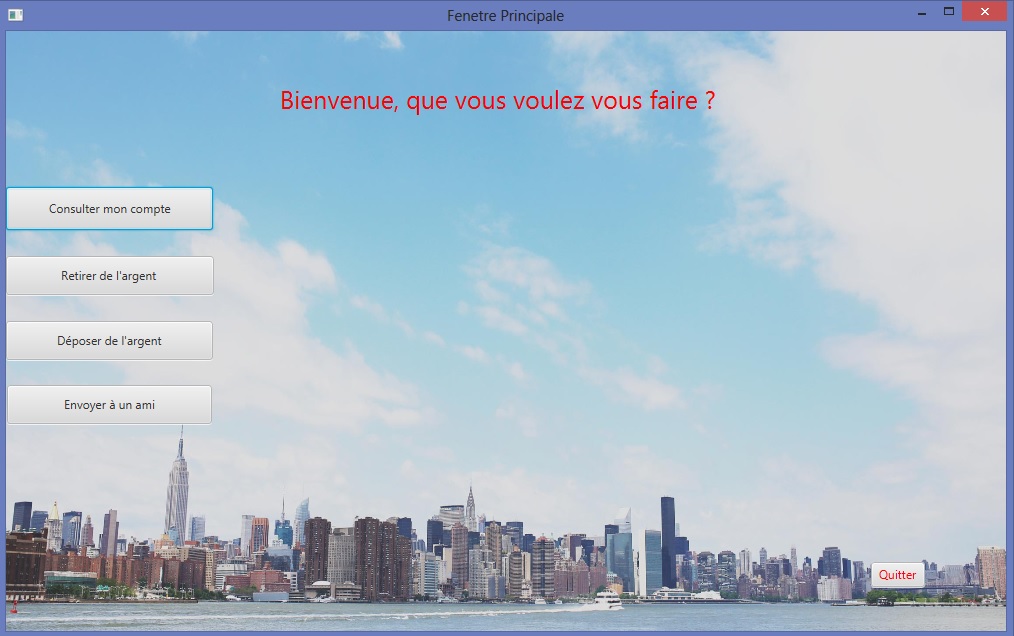 Fenetre Principale
Bienvenue, que vous voulez vous faire ?
Consulter mon compte
Retirer de l'argent
Déposer de l'argent
Envoyer à un ami
Quitter